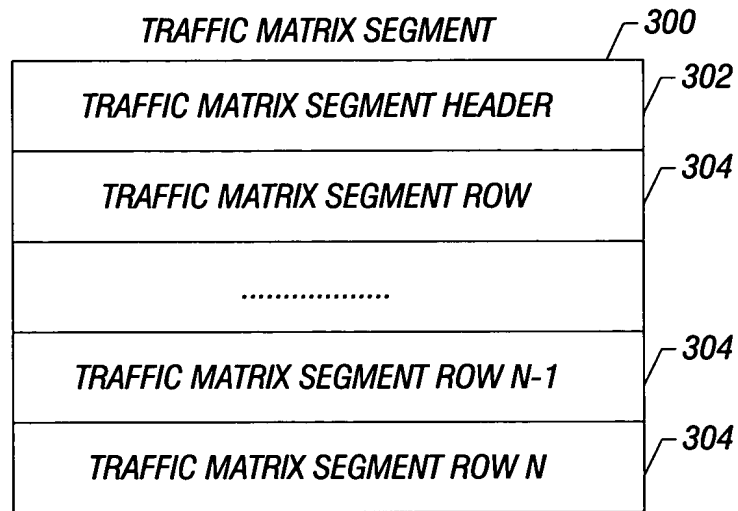 TRAFFIC MATRIX SEGMENT
300
TRAFFIC MATRIX SEGMENT HEADER
302
TRAFFIC MATRIX SEGMENT ROW
304
..................
TRAFFIC MATRIX SEGMENT ROW N-1
304
TRAFFIC MATRIX SEGMENT ROW N
304